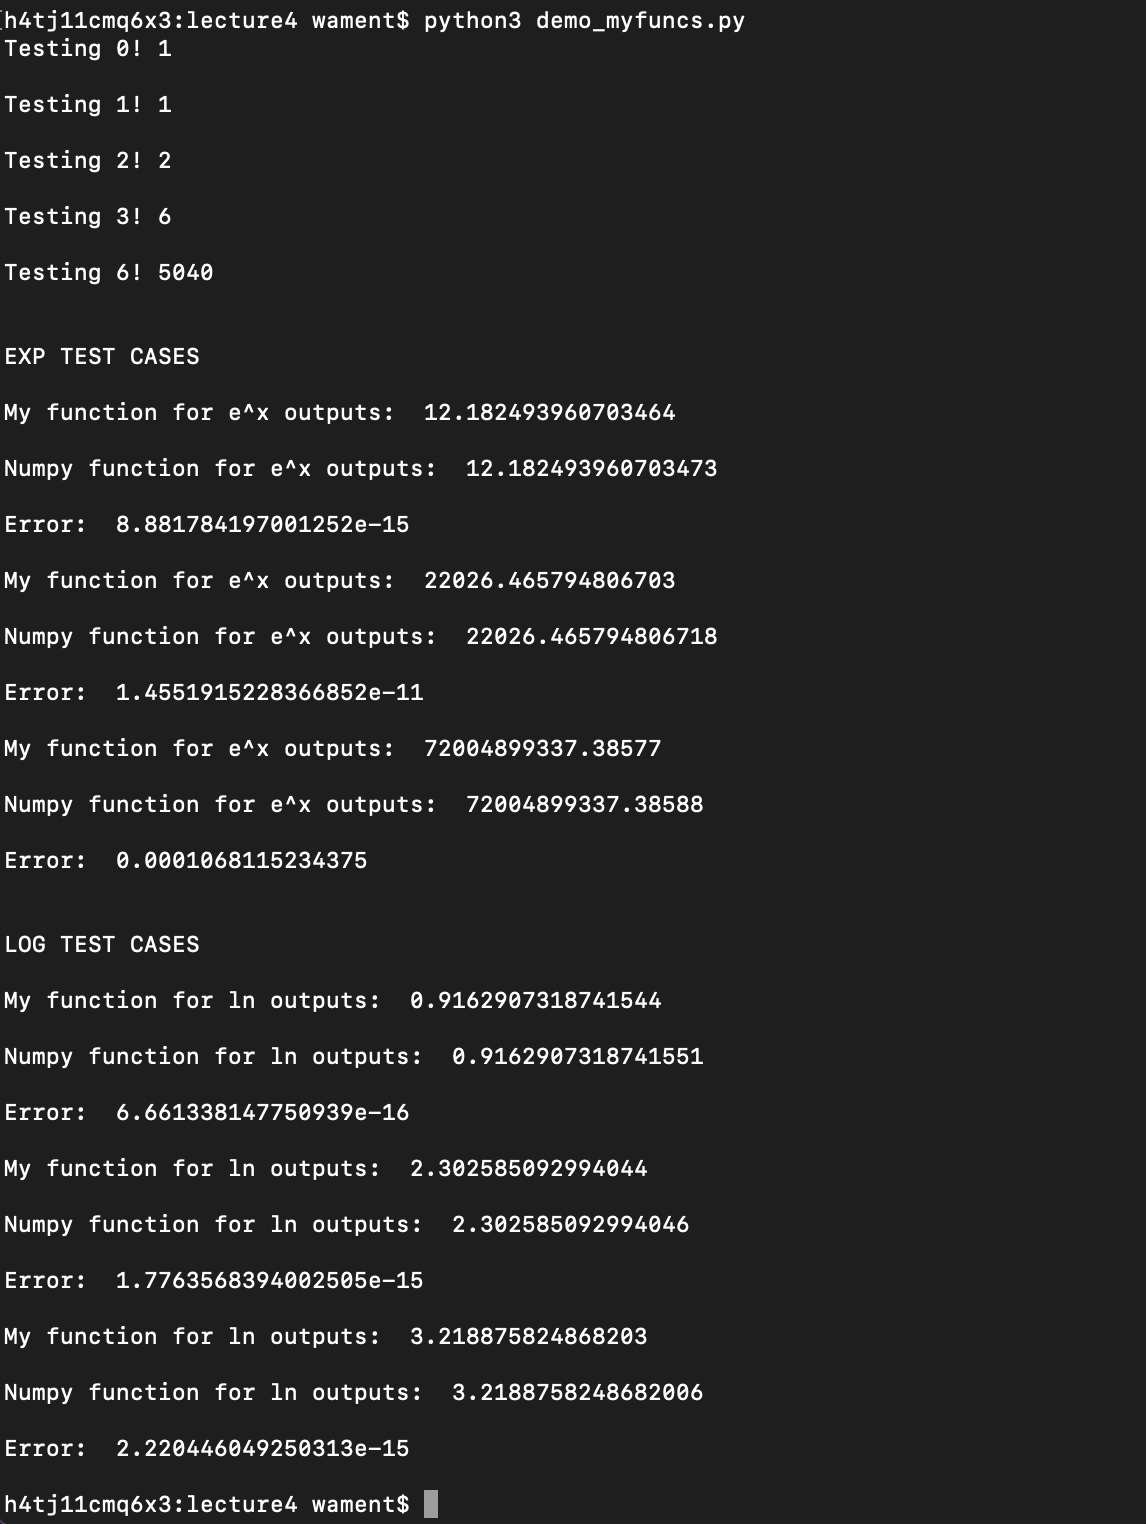 h4tj11cmq6x3:lecture4 wament$ python3 demo_myfuncs.py
Testing 0! 1
Testing 1! 1
Testing 2! 2
Testing 3! 6
Testing 6! 5040
EXP TEST CASES
My function for e^x outputs:  12.182493960703464
Numpy function for e^x outputs:  12.182493960703473
Error:  8.881784197001252e-15
My function for e^x outputs:  22026.465794806703
Numpy function for e^x outputs:  22026.465794806718
Error:  1.4551915228366852e-11
My function for e^x outputs:  72004899337.38577
Numpy function for e^x outputs:  72004899337.38588
Error:  0.0001068115234375
LOG TEST CASES
My function for ln outputs:  0.9162907318741544
Numpy function for ln outputs:  0.9162907318741551
Error:  6.661338147750939e-16
My function for ln outputs:  2.302585092994044
Numpy function for ln outputs:  2.302585092994046
Error:  1.7763568394002505e-15
My function for ln outputs:  3.218875824868203
Numpy function for ln outputs:  3.2188758248682006
Error:  2.220446049250313e-15
h4tj11cmq6x3:lecture4 wament$